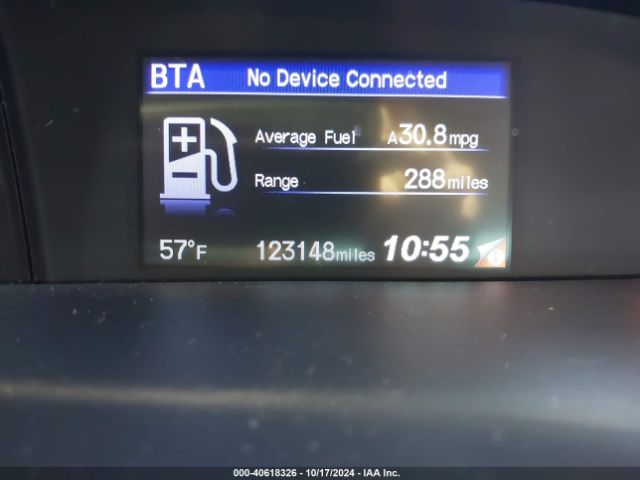 BTA No Device Connected
Average Fuel A30.8mpg
Range 288miles
57°F 123148miles 10:55
000-40618326 - 10/17/2024 - IAA Inc.